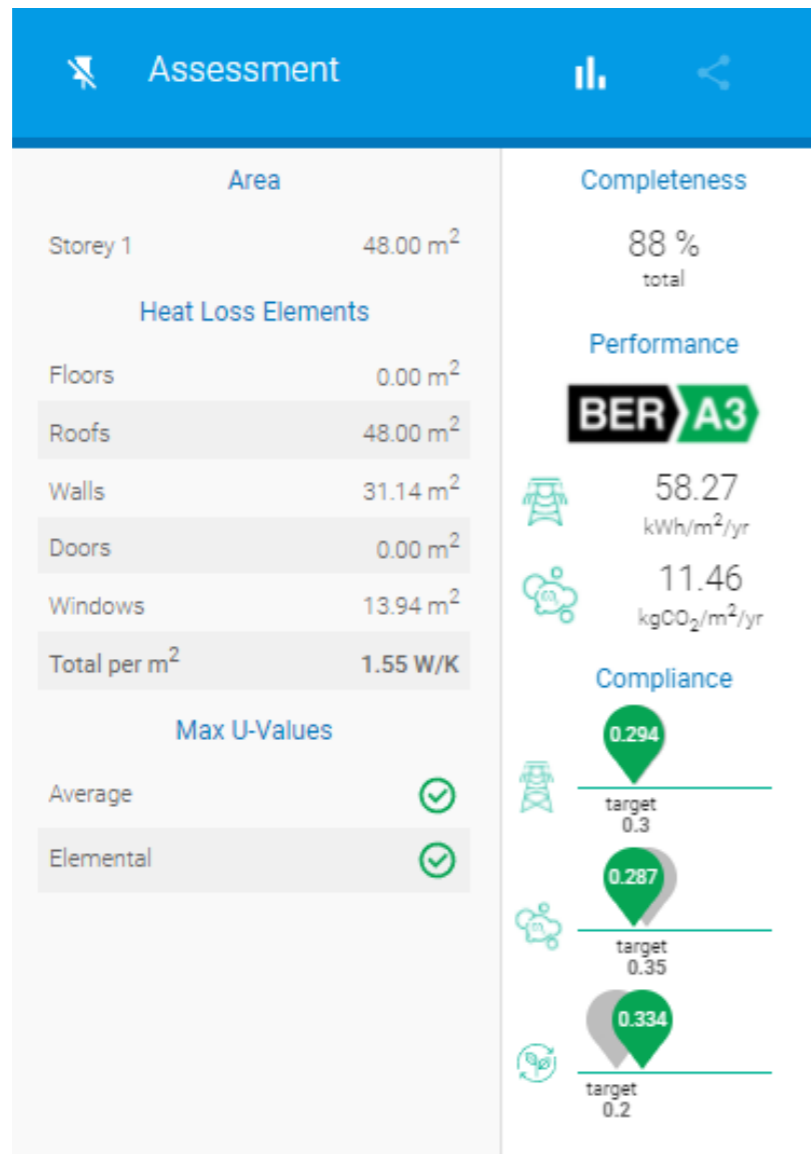 Assessment
Area
Storey 1 48.00 m²
Heat Loss Elements
Floors 0.00 m²
Roofs 48.00 m²
Walls 31.14 m²
Doors 0.00 m²
Windows 13.94 m²
Total per m² 1.55 W/K
Max U-Values
Average
Elemental
Completeness
88 %
total
Performance
BER A3
58.27
kWh/m²/yr
11.46
kgCO₂/m²/yr
Compliance
0.294
target
0.3
0.287
target
0.35
0.334
target
0.2